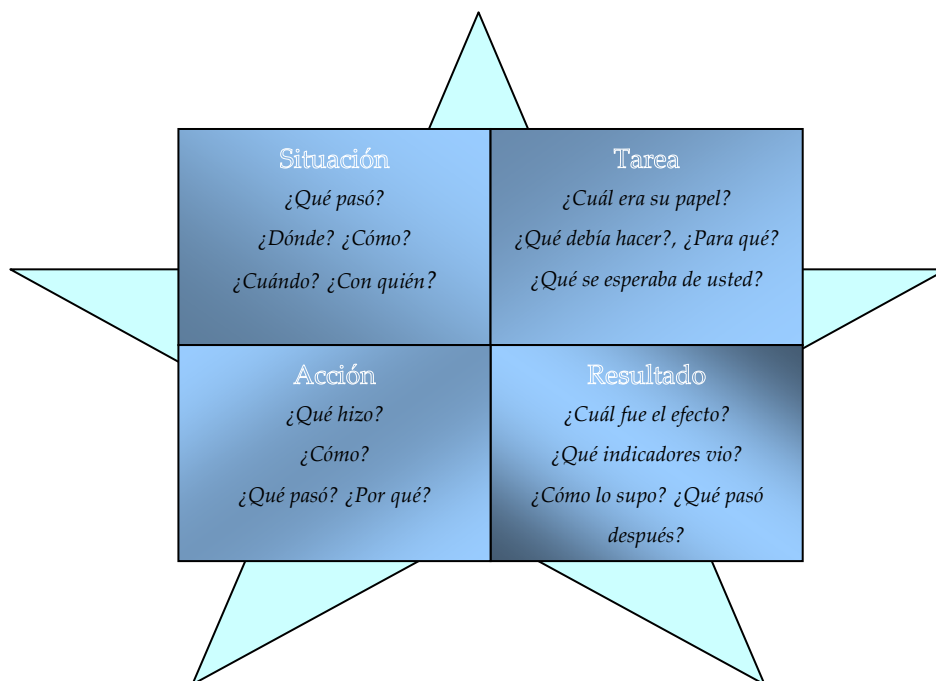 Situación
¿Qué pasó?
¿Dónde? ¿Cómo?
¿Cuándo? ¿Con quién?
Tarea
¿Cuál era su papel?
¿Qué debía hacer?, ¿Para qué?
¿Qué se esperaba de usted?
Acción
¿Qué hizo?
¿Cómo?
¿Qué pasó? ¿Por qué?
Resultado
¿Cuál fue el efecto?
¿Qué indicadores vio?
¿Cómo lo supo? ¿Qué pasó
después?